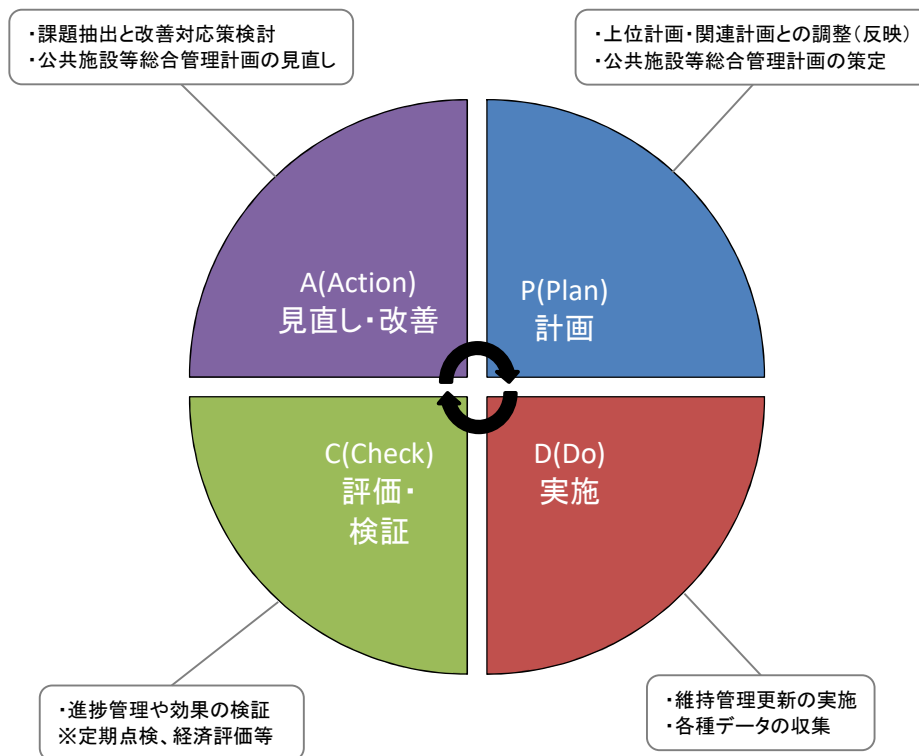 ・課題抽出と改善対応策検討
・公共施設等総合管理計画の見直し
・上位計画・関連計画との調整(反映)
・公共施設等総合管理計画の策定
A(Action)
見直し・改善
P(Plan)
計画
C(Check)
評価・
検証
D(Do)
実施
・進捗管理や効果の検証
※定期点検、経済評価等
・維持管理更新の実施
・各種データの収集